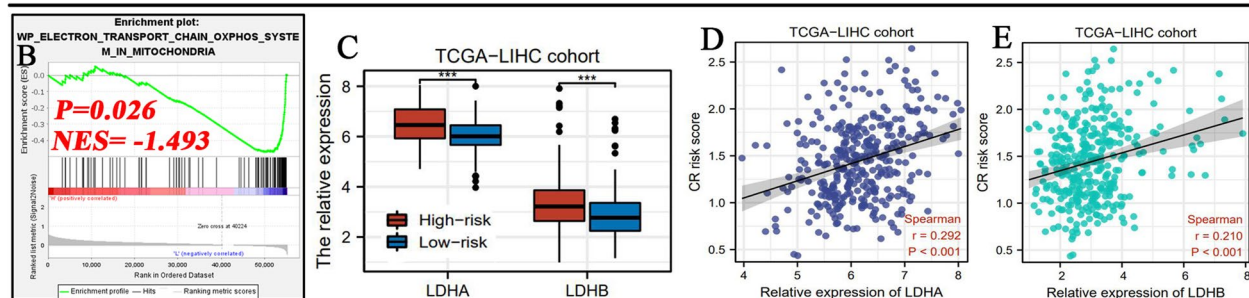 B
Enrichment plot:
WP_ELECTRON_TRANSPORT_CHAIN_OXPHOS_SYSTE
M_IN_MITOCHONDRIA
Enrichment score (ES)
0.0
-0.1
-0.2
-0.3
-0.4
P=0.026
NES= -1.493
'H' (positively correlated)
Ranked list metric (Signal2Noise)
2
1
0
Zero cross at 40224
'L' (negatively correlated)
0
10,000
20,000
30,000
40,000
50,000
Rank in Ordered Dataset
Enrichment profile
Hits
Ranking metric scores
C
TCGA-LIHC cohort
The relative expression
8
6
4
2
***
***
High-risk
Low-risk
LDHA
LDHB
D
TCGA-LIHC cohort
CR risk score
2.5
2.0
1.5
1.0
0.5
Spearman
r = 0.292
P < 0.001
4
5
6
7
8
Relative expression of LDHA
E
TCGA-LIHC cohort
CR risk score
2.5
2.0
1.5
1.0
0.5
Spearman
r = 0.210
P < 0.001
2
4
6
8
Relative expression of LDHB